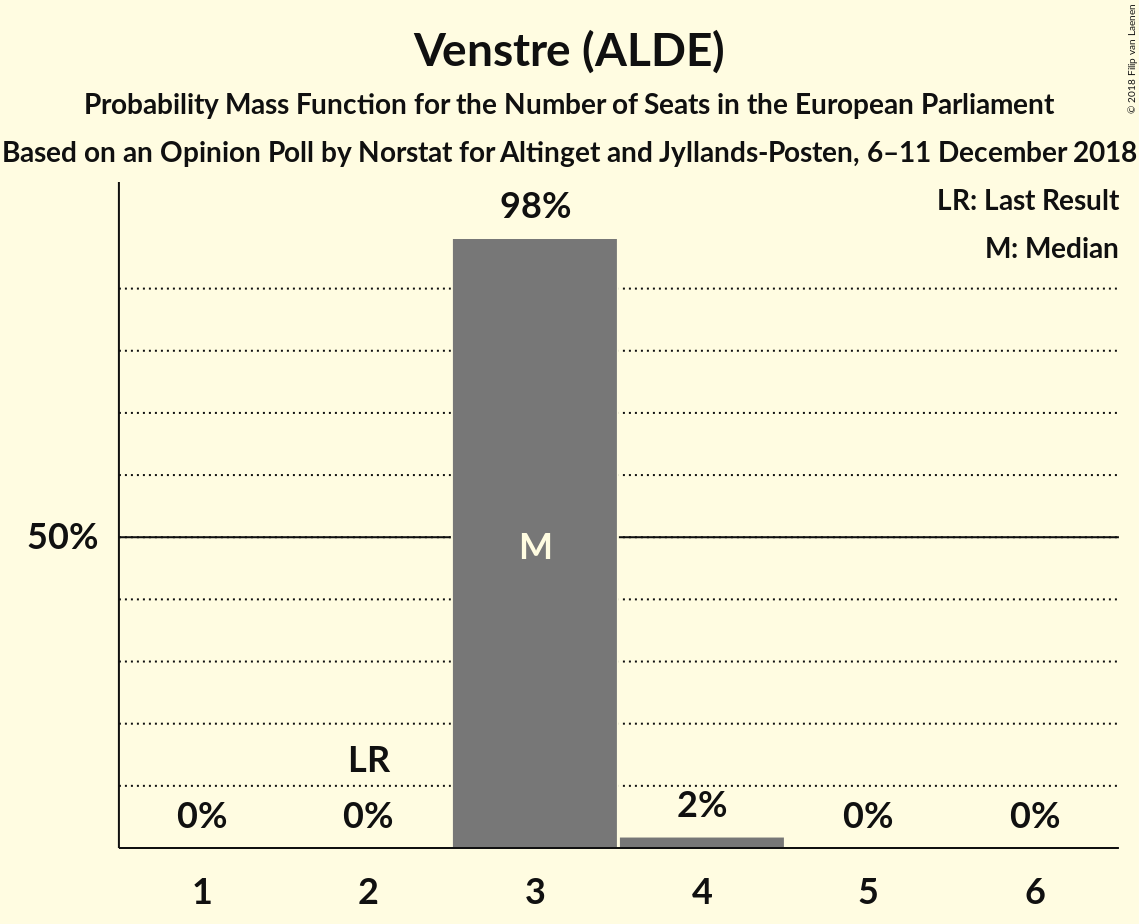 Venstre (ALDE)
Probability Mass Function for the Number of Seats in the European Parliament
Based on an Opinion Poll by Norstat for Altinget and Jyllands-Posten, 6–11 December 2018
© 2018 Filip van Laenen
LR: Last Result
M: Median
98%
50%
M
LR
0%
0%
2%
0%
0%
1
2
3
4
5
6